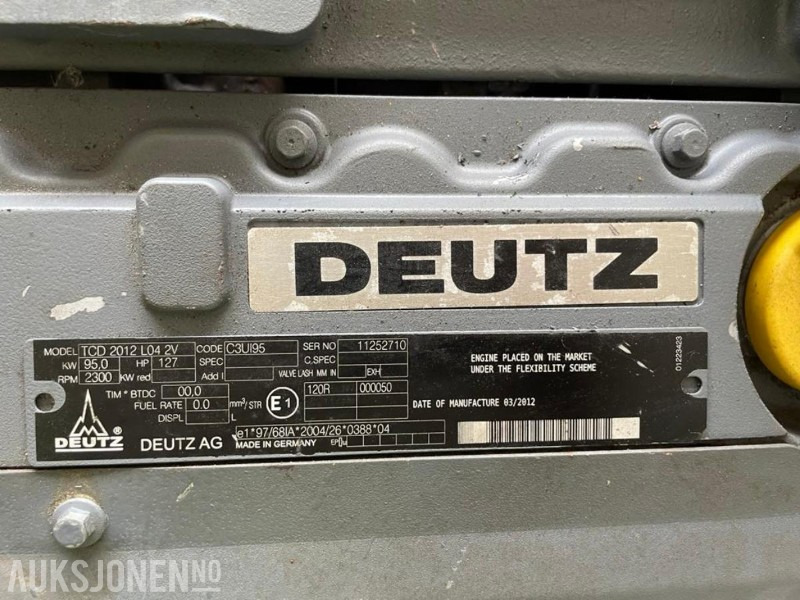 DEUTZ
MODEL TCD 2012 L04 2V CODE C3UI95 SERNO 11252710
KW 95,0 HP 127 SPEC C.SPEC
RPM 2300 KW red Add I VALVE LASH MM IN EXH
TIM ° BTDC 00,0 120R 000050
FUEL RATE 0.0 mm³/STR E1
DISPL L
ENGINE PLACED ON THE MARKET
UNDER THE FLEXIBILITY SCHEME
DATE OF MANUFACTURE 03/2012
01223423
DEUTZ ® DEUTZ AG
e1*97/68IA*2004/26*0388*04
MADE IN GERMANY
AUKSJONEN.NO